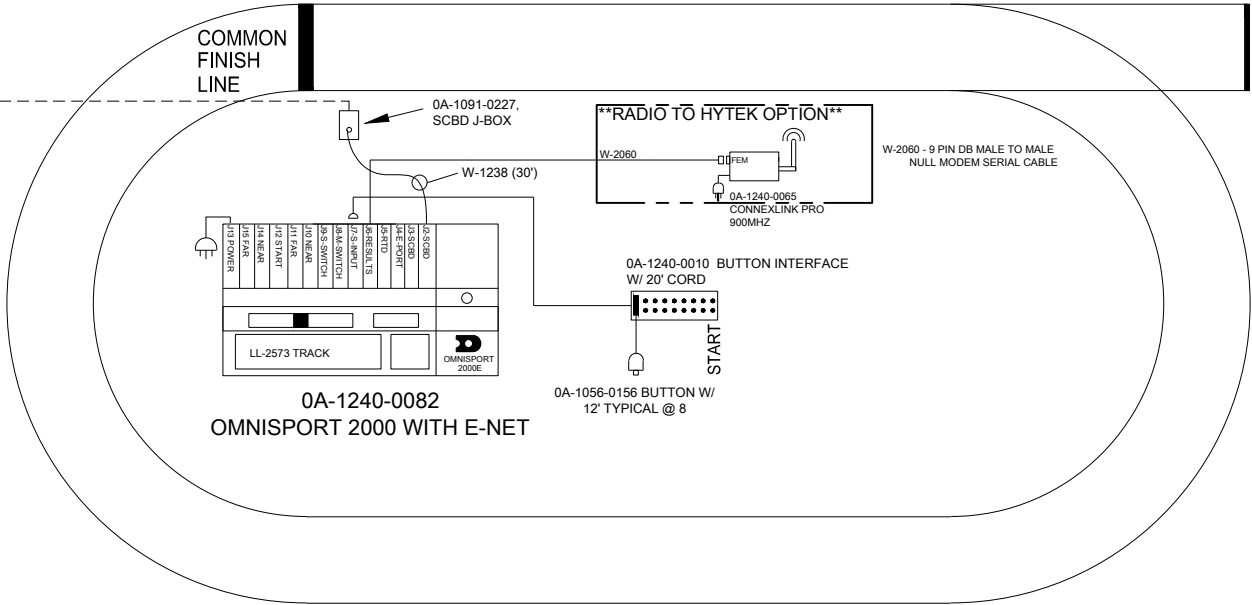 COMMON
FINISH
LINE
0A-1091-0227,
SCBD J-BOX
**RADIO TO HYTEK OPTION**
W-2060
FEM
0A-1240-0065
CONNEXLINK PRO
900MHZ
W-2060 - 9 PIN DB MALE TO MALE
NULL MODEM SERIAL CABLE
W-1238 (30')
J13 POWER
J15 FAR
J14 NEAR
J12 START
J11 FAR
J10 NEAR
J9-S-SWITCH
J8-M-SWITCH
J7-S-INPUT
J6-RESULTS
J5-RTD
J4-E-PORT
J3-SCBD
J2-SCBD
0A-1240-0010 BUTTON INTERFACE
W/ 20' CORD
START
LL-2573 TRACK
OMNISPORT
2000E
0A-1056-0156 BUTTON W/
12' TYPICAL @ 8
0A-1240-0082
OMNISPORT 2000 WITH E-NET